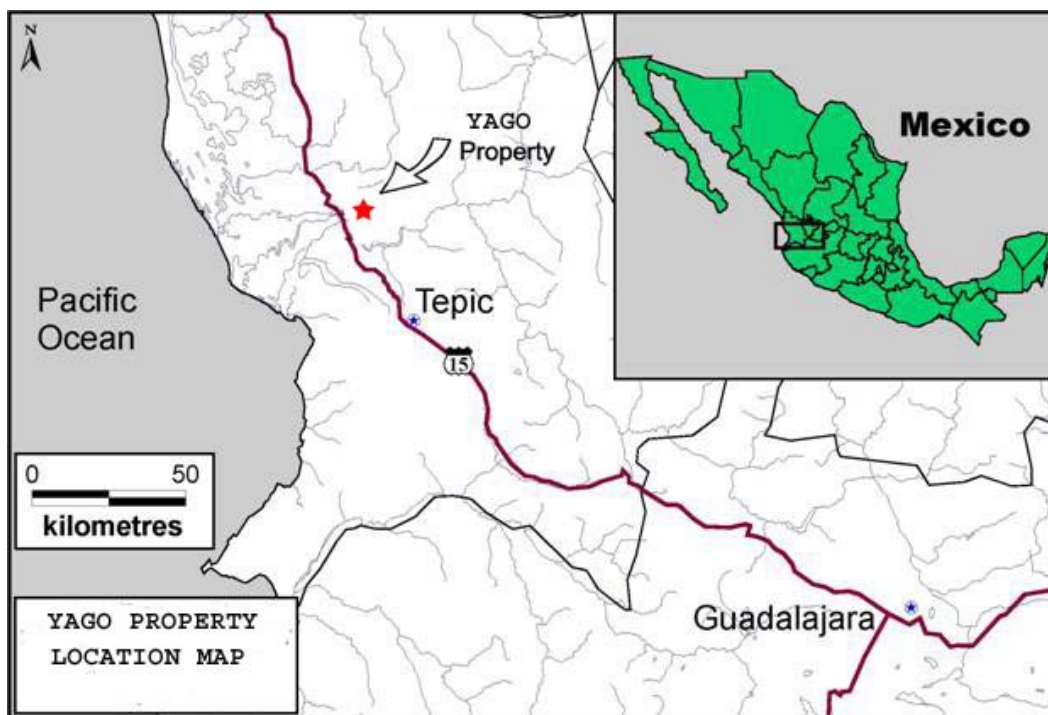 N
YAGO
Property
Mexico
Pacific
Ocean
Tepic
15
0 50
kilometres
Guadalajara
YAGO PROPERTY
LOCATION MAP